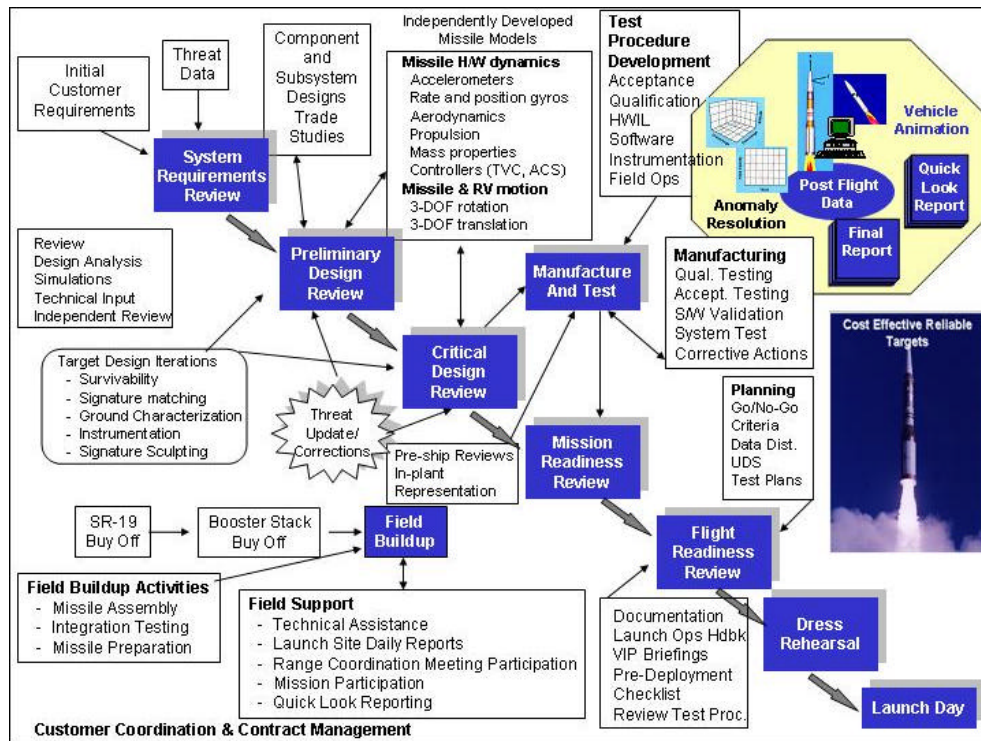 Initial
Customer
Requirements
Threat
Data
Component
and
Subsystem
Designs
Trade
Studies
Independently Developed
Missile Models
Missile H/W dynamics
Accelerometers
Rate and position gyros
Aerodynamics
Propulsion
Mass properties
Controllers (TVC, ACS)
Missile & RV motion
3-DOF rotation
3-DOF translation
Test
Procedure
Development
Acceptance
Qualification
HWIL
Software
Instrumentation
Field Ops
Vehicle
Animation
Anomaly
Resolution
Post Flight
Data
Quick
Look
Report
Final
Report
System
Requirements
Review
Review
Design Analysis
Simulations
Technical Input
Independent Review
Preliminary
Design
Review
Manufacture
And Test
Manufacturing
Qual. Testing
Accept. Testing
S/W Validation
System Test
Corrective Actions
Cost Effective Reliable
Targets
Target Design Iterations
- Survivability
- Signature matching
- Ground Characterization
- Instrumentation
- Signature Sculpting
Critical
Design
Review
Threat
Update/
Corrections
Pre-ship Reviews
In-plant
Representation
Mission
Readiness
Review
Planning
Go/No-Go
Criteria
Data Dist.
UDS
Test Plans
SR-19
Buy Off
Booster Stack
Buy Off
Field
Buildup
Flight
Readiness
Review
Field Buildup Activities
- Missile Assembly
- Integration Testing
- Missile Preparation
Field Support
- Technical Assistance
- Launch Site Daily Reports
- Range Coordination Meeting Participation
- Mission Participation
- Quick Look Reporting
Documentation
Launch Ops Hdbk
VIP Briefings
Pre-Deployment
Checklist
Review Test Proc.
Dress
Rehearsal
Launch Day
Customer Coordination & Contract Management